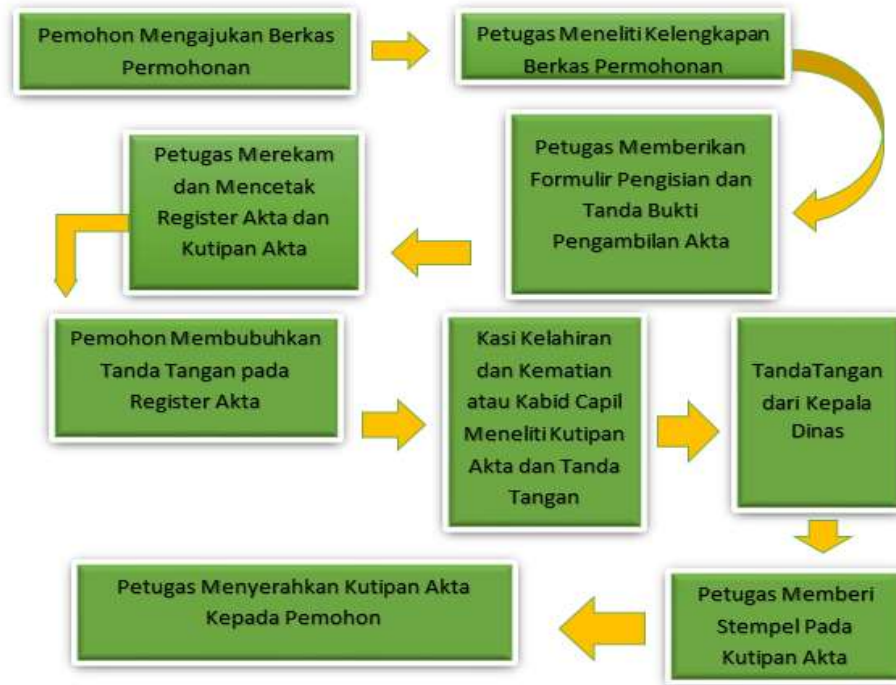 Pemohon Mengajukan Berkas
Permohonan
Petugas Meneliti Kelengkapan
Berkas Permohonan
Petugas Memberikan
Formulir Pengisian dan
Tanda Bukti
Pengambilan Akta
Petugas Merekam
dan Mencetak
Register Akta dan
Kutipan Akta
Pemohon Membubuhkan
Tanda Tangan pada
Register Akta
Kasi Kelahiran
dan Kematian
atau Kabid Capil
Meneliti Kutipan
Akta dan Tanda
Tangan
TandaTangan
dari Kepala
Dinas
Petugas Memberi
Stempel Pada
Kutipan Akta
Petugas Menyerahkan Kutipan Akta
Kepada Pemohon